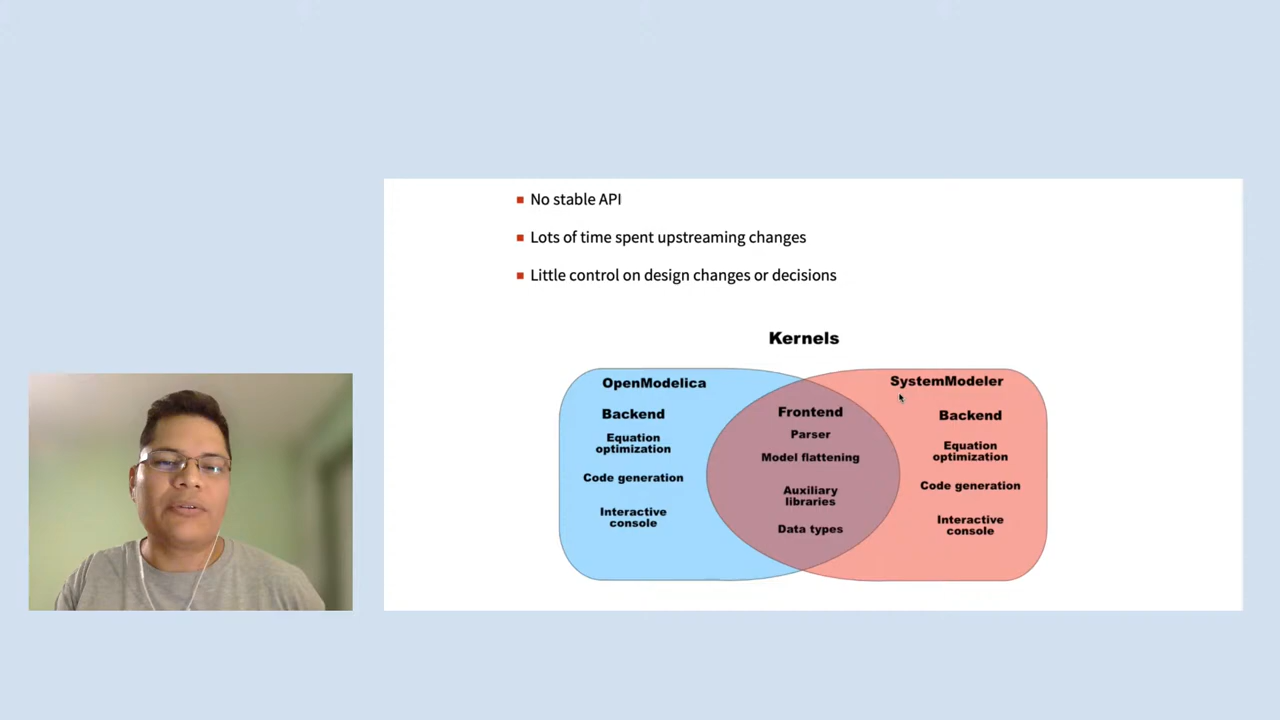 No stable API
Lots of time spent upstreaming changes
Little control on design changes or decisions
Kernels
OpenModelica
Backend
Equation
optimization
Code generation
Interactive
console
Frontend
Parser
Model flattening
Auxiliary
libraries
Data types
SystemModeler
Backend
Equation
optimization
Code generation
Interactive
console